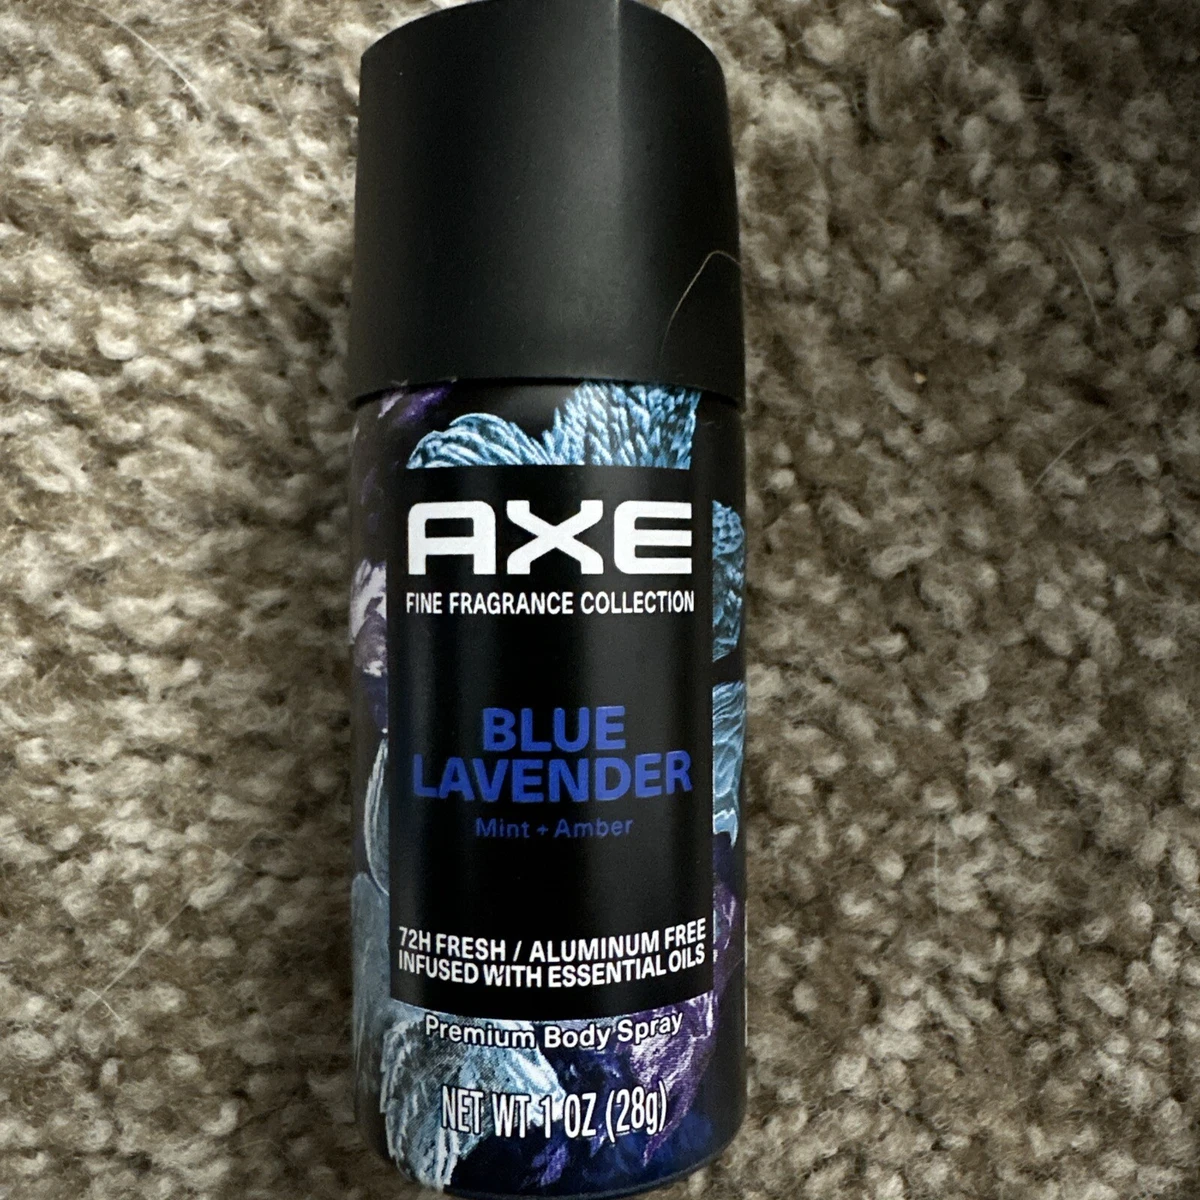 AXE
FINE FRAGRANCE COLLECTION
BLUE
LAVENDER
Mint + Amber
72H FRESH / ALUMINUM FREE
INFUSED WITH ESSENTIAL OILS
Premium Body Spray
NET WT 1 OZ (28g)